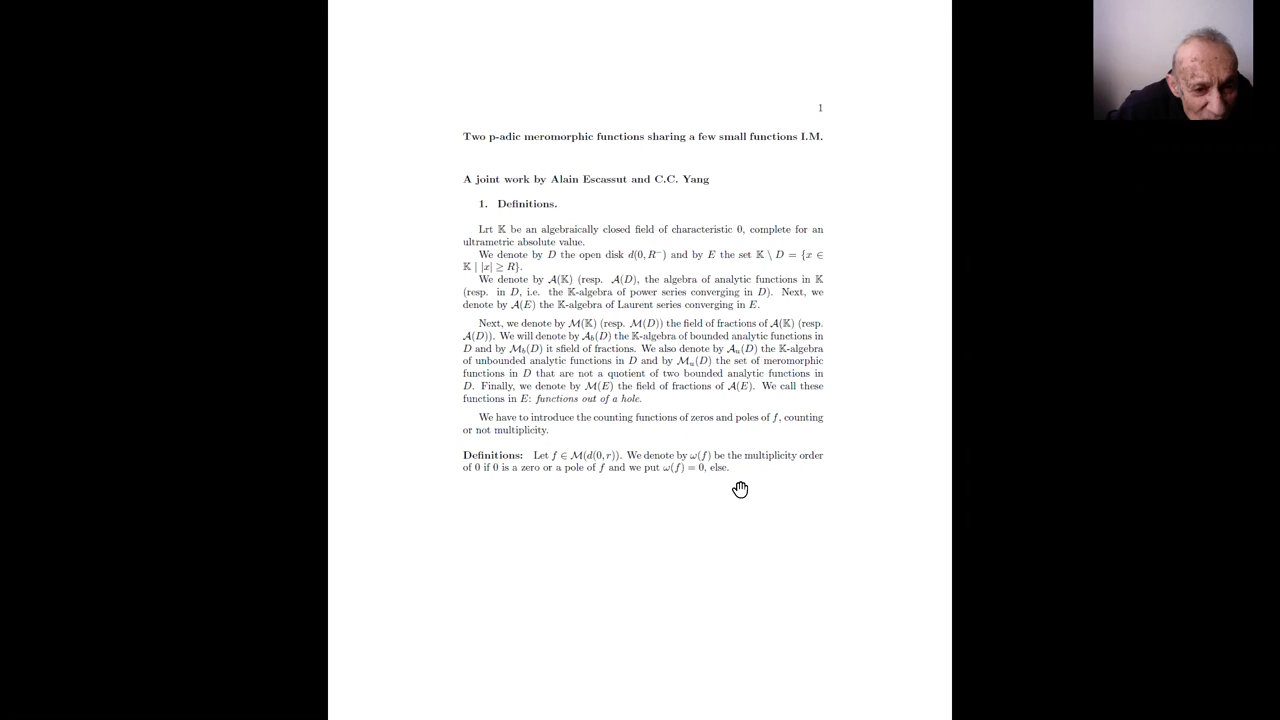 1
Two p-adic meromorphic functions sharing a few small functions I.M.
A joint work by Alain Escassut and C.C. Yang
1. Definitions.
Lrt 𝕂 be an algebraically closed field of characteristic 0, complete for an
ultrametric absolute value.
We denote by D the open disk d(0, R⁻) and by E the set 𝕂 \ D = {x ∈
𝕂 | |x| ≥ R}.
We denote by 𝒜(𝕂) (resp. 𝒜(D), the algebra of analytic functions in 𝕂
(resp. in D, i.e. the 𝕂-algebra of power series converging in D). Next, we
denote by 𝒜(E) the 𝕂-algebra of Laurent series converging in E.
Next, we denote by ℳ(𝕂) (resp. ℳ(D)) the field of fractions of 𝒜(𝕂) (resp.
𝒜(D)). We will denote by 𝒜_b(D) the 𝕂-algebra of bounded analytic functions in
D and by ℳ_b(D) it sfield of fractions. We also denote by 𝒜_u(D) the 𝕂-algebra
of unbounded analytic functions in D and by ℳ_u(D) the set of meromorphic
functions in D that are not a quotient of two bounded analytic functions in
D. Finally, we denote by ℳ(E) the field of fractions of 𝒜(E). We call these
functions in E: functions out of a hole.
We have to introduce the counting functions of zeros and poles of f, counting
or not multiplicity.
Definitions: Let f ∈ ℳ(d(0, r)). We denote by ω(f) be the multiplicity order
of 0 if 0 is a zero or a pole of f and we put ω(f) = 0, else.